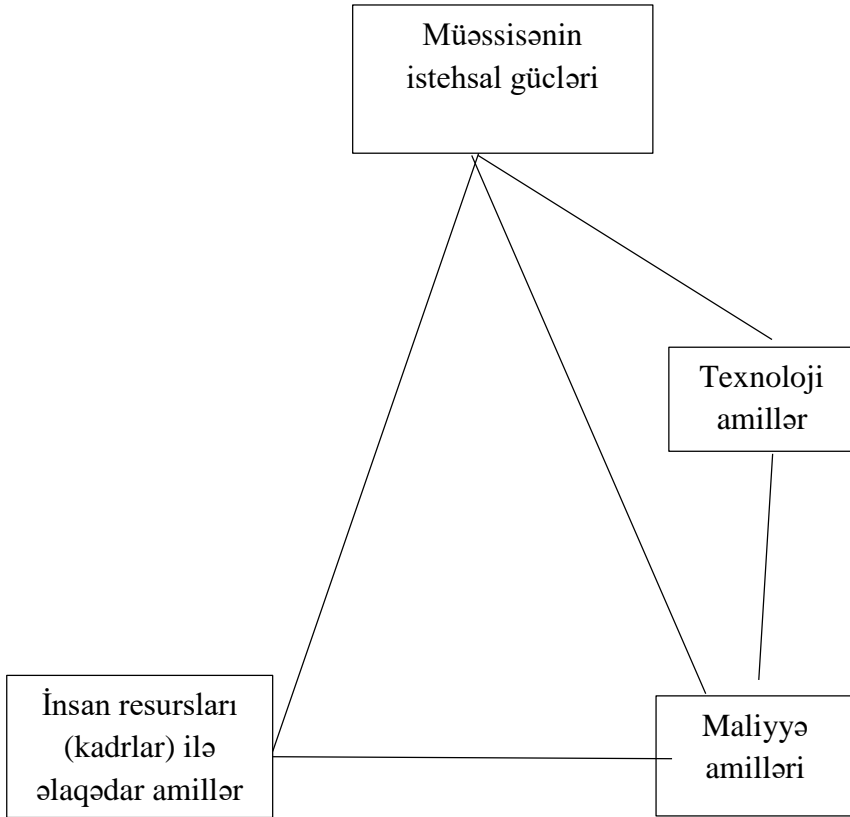 Müəssisənin
istehsal gücləri
Texnoloji
amillər
İnsan resursları
(kadrlar) ilə
əlaqədar amillər
Maliyyə
amilləri